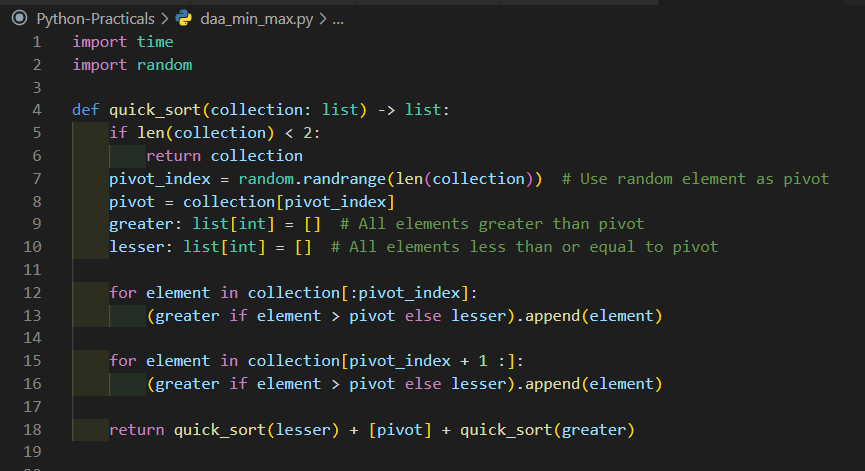 Python-Practicals > daa_min_max.py > ...
1 import time
2 import random
3
4 def quick_sort(collection: list) -> list:
5 if len(collection) < 2:
6 return collection
7 pivot_index = random.randrange(len(collection))  # Use random element as pivot
8 pivot = collection[pivot_index]
9 greater: list[int] = []  # All elements greater than pivot
10 lesser: list[int] = []  # All elements less than or equal to pivot
11
12 for element in collection[:pivot_index]:
13 (greater if element > pivot else lesser).append(element)
14
15 for element in collection[pivot_index + 1 :]:
16 (greater if element > pivot else lesser).append(element)
17
18 return quick_sort(lesser) + [pivot] + quick_sort(greater)
19